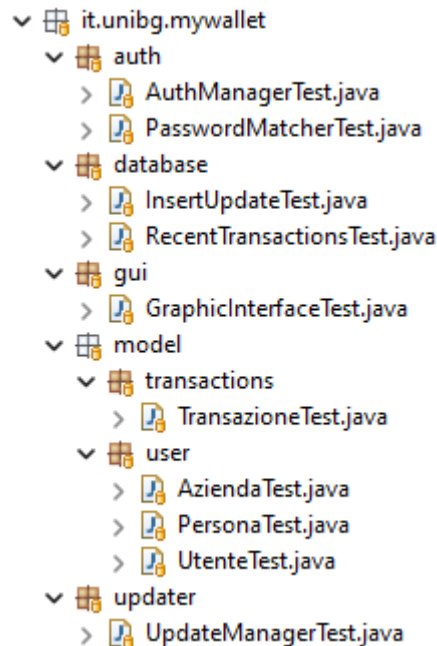 it.unibg.mywallet
auth
AuthManagerTest.java
PasswordMatcherTest.java
database
InsertUpdateTest.java
RecentTransactionsTest.java
gui
GraphicInterfaceTest.java
model
transactions
TransazioneTest.java
user
AziendaTest.java
PersonaTest.java
UtenteTest.java
updater
UpdateManagerTest.java